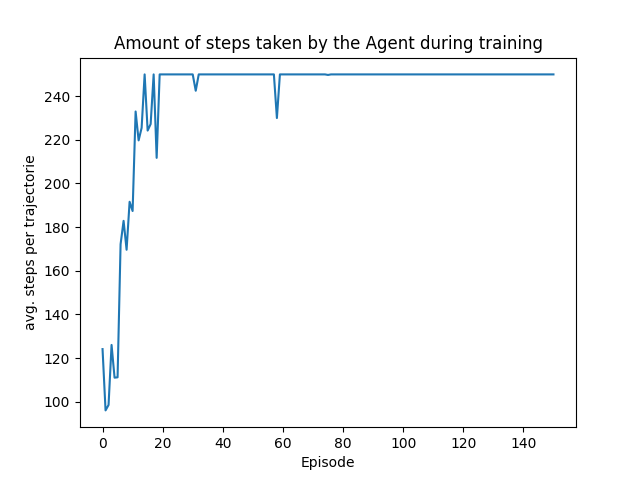 Amount of steps taken by the Agent during training
avg. steps per trajectorie
240
220
200
180
160
140
120
100
0 20 40 60 80 100 120 140
Episode